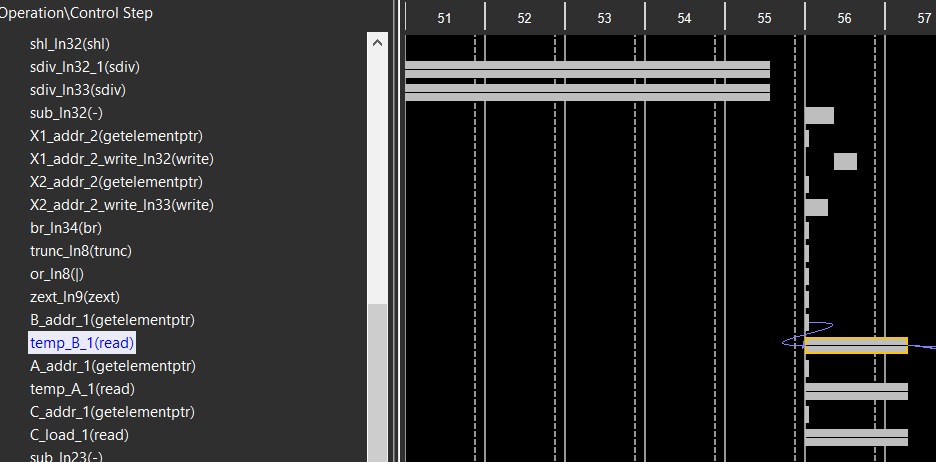 Operation\Control Step 51 52 53 54 55 56 57
shl_ln32(shl)
sdiv_ln32_1(sdiv)
sdiv_ln33(sdiv)
sub_ln32(-)
X1_addr_2(getelementptr)
X1_addr_2_write_ln32(write)
X2_addr_2(getelementptr)
X2_addr_2_write_ln33(write)
br_ln34(br)
trunc_ln8(trunc)
or_ln8(|)
zext_ln9(zext)
B_addr_1(getelementptr)
temp_B_1(read)
A_addr_1(getelementptr)
temp_A_1(read)
C_addr_1(getelementptr)
C_load_1(read)
sub_ln23(-)